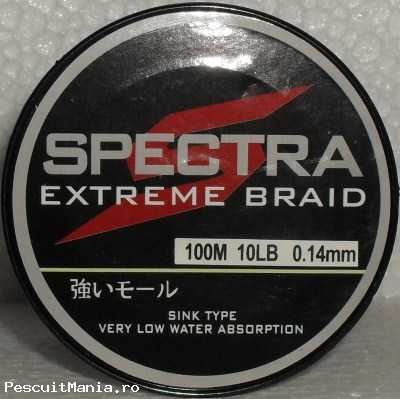 SPECTRA
EXTREME BRAID
100M 10LB 0.14mm
強いモール
SINK TYPE
VERY LOW WATER ABSORPTION
PescuitMania.ro